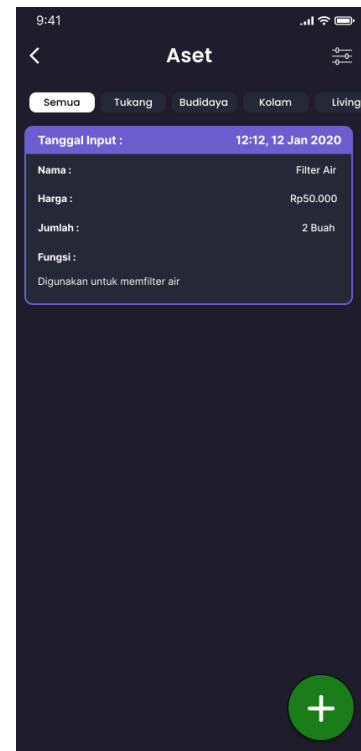 9:41
Aset
Semua Tukang Budidaya Kolam Living
Tanggal Input : 12:12, 12 Jan 2020
Nama : Filter Air
Harga : Rp50.000
Jumlah : 2 Buah
Fungsi :
Digunakan untuk memfilter air